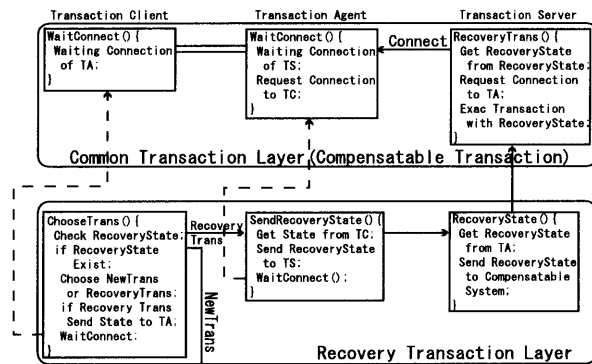 Transaction Client
Transaction Agent
Transaction Server
WaitConnect() {
Waiting Connection
of TA;
}
WaitConnect() {
Waiting Connection
of TS;
Request Connection
to TC;
}
Connect
RecoveryTrans() {
Get RecoveryState
from RecoveryState;
Request Connection
to TA;
Exac Transaction
with RecoveryState;
}
Common Transaction Layer(Compensatable Transaction)
ChooseTrans() {
Check RecoveryState;
if RecoveryState
Exist;
Choose NewTrans
or RecoveryTrans;
if Recovery Trans
Send State to TA;
WaitConnect;
}
Recovery
Trans
NewTrans
SendRecoveryState() {
Get State from TC;
Send RecoveryState
to TS;
WaitConnect();
}
RecoveryState() {
Get RecoveryState
from TA;
Send RecoveryState
to Compensatable
System;
}
Recovery Transaction Layer